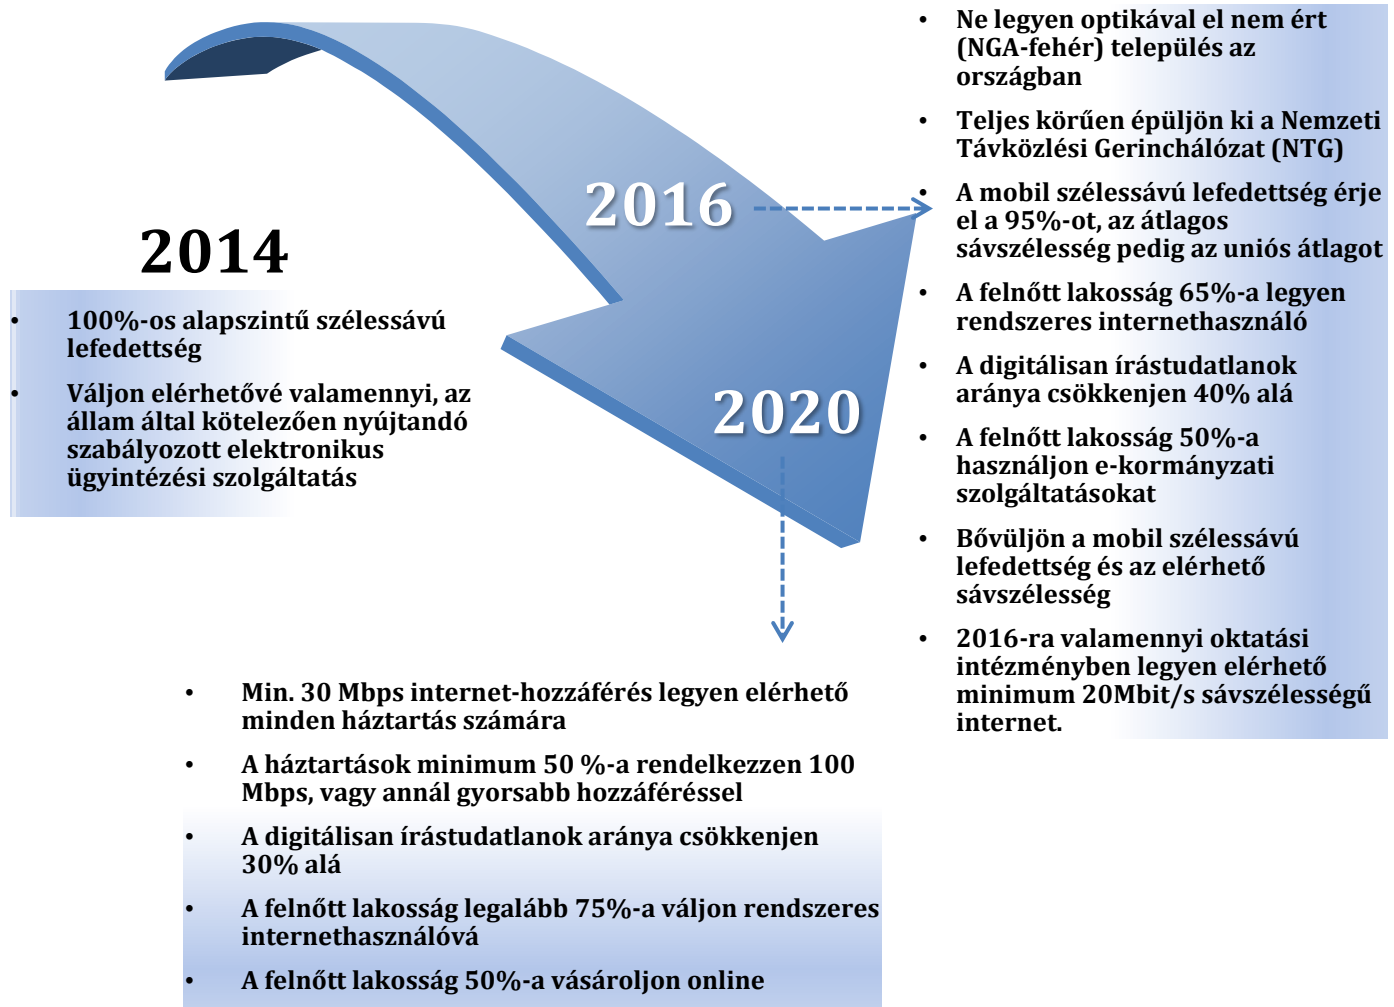 2014
• 100%-os alapszintű szélessávú
lefedettség
• Váljon elérhetővé valamennyi, az
állam által kötelezően nyújtandó
szabályozott elektronikus
ügyintézési szolgáltatás
2016
• Ne legyen optikával el nem ért
(NGA-fehér) település az
országban
• Teljes körűen épüljön ki a Nemzeti
Távközlési Gerinchálózat (NTG)
• A mobil szélessávú lefedettség érje
el a 95%-ot, az átlagos
sávszélesség pedig az uniós átlagot
• A felnőtt lakosság 65%-a legyen
rendszeres internethasználó
• A digitálisan írástudatlanok
aránya csökkenjen 40% alá
• A felnőtt lakosság 50%-a
használjon e-kormányzati
szolgáltatásokat
• Bővüljön a mobil szélessávú
lefedettség és az elérhető
sávszélesség
• 2016-ra valamennyi oktatási
intézményben legyen elérhető
minimum 20Mbit/s sávszélességű
internet.
2020
• Min. 30 Mbps internet-hozzáférés legyen elérhető
minden háztartás számára
• A háztartások minimum 50 %-a rendelkezzen 100
Mbps, vagy annál gyorsabb hozzáféréssel
• A digitálisan írástudatlanok aránya csökkenjen
30% alá
• A felnőtt lakosság legalább 75%-a váljon rendszeres
internethasználóvá
• A felnőtt lakosság 50%-a vásároljon online